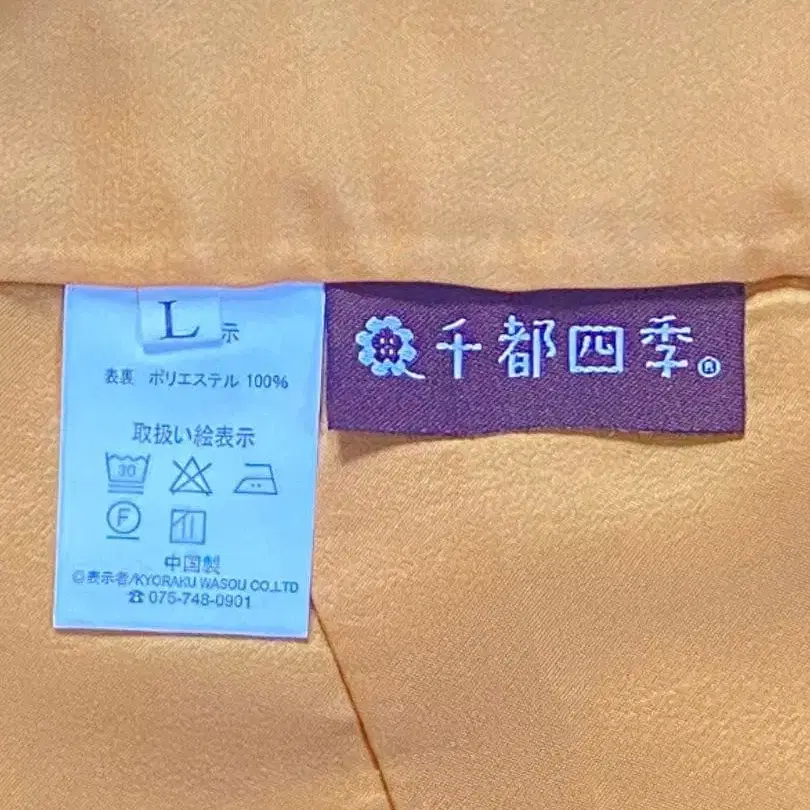 L
示
表裏 ポリエステル 100%
取扱い絵表示
30
F
中国製
©表示者/KYORAKU WASOU CO.,LTD
☎ 075-748-0901
千都四季®